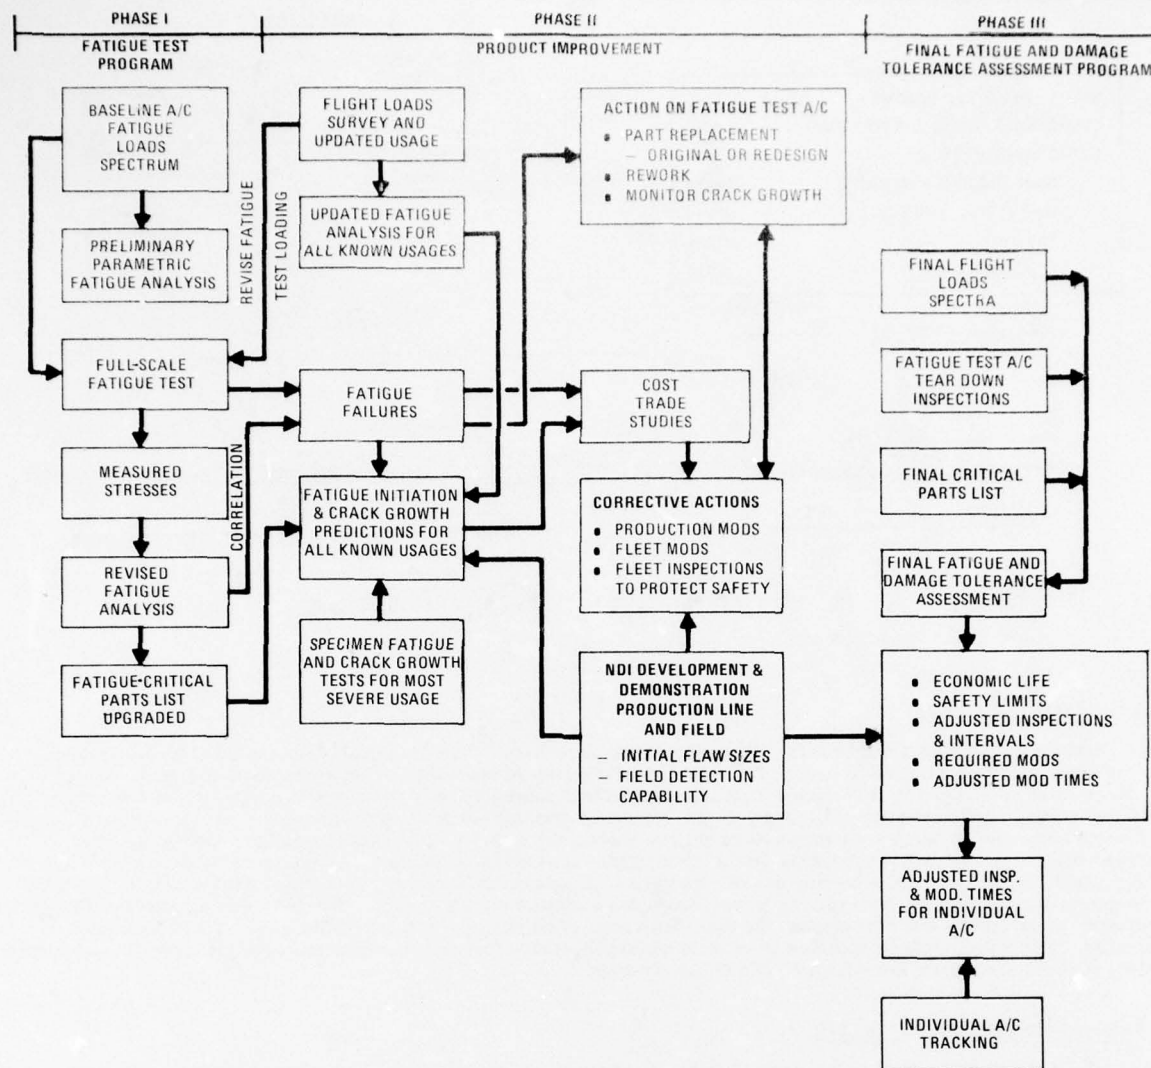 PHASE I
FATIGUE TEST
PROGRAM
PHASE II
PRODUCT IMPROVEMENT
PHASE III
FINAL FATIGUE AND DAMAGE
TOLERANCE ASSESSMENT PROGRAM
BASELINE A/C
FATIGUE
LOADS
SPECTRUM
PRELIMINARY
PARAMETRIC
FATIGUE ANALYSIS
FULL-SCALE
FATIGUE TEST
MEASURED
STRESSES
REVISED
FATIGUE
ANALYSIS
FATIGUE-CRITICAL
PARTS LIST
UPGRADED
REVISE FATIGUE
TEST LOADING
CORRELATION
FLIGHT LOADS
SURVEY AND
UPDATED USAGE
UPDATED FATIGUE
ANALYSIS FOR
ALL KNOWN USAGES
FATIGUE
FAILURES
FATIGUE INITIATION
& CRACK GROWTH
PREDICTIONS FOR
ALL KNOWN USAGES
SPECIMEN FATIGUE
AND CRACK GROWTH
TESTS FOR MOST
SEVERE USAGE
ACTION ON FATIGUE TEST A/C
• PART REPLACEMENT
– ORIGINAL OR REDESIGN
• REWORK
• MONITOR CRACK GROWTH
COST
TRADE
STUDIES
CORRECTIVE ACTIONS
• PRODUCTION MODS
• FLEET MODS
• FLEET INSPECTIONS
TO PROTECT SAFETY
NDI DEVELOPMENT &
DEMONSTRATION
PRODUCTION LINE
AND FIELD
– INITIAL FLAW SIZES
– FIELD DETECTION
CAPABILITY
FINAL FLIGHT
LOADS
SPECTRA
FATIGUE TEST A/C
TEAR DOWN
INSPECTIONS
FINAL CRITICAL
PARTS LIST
FINAL FATIGUE AND
DAMAGE TOLERANCE
ASSESSMENT
• ECONOMIC LIFE
• SAFETY LIMITS
• ADJUSTED INSPECTIONS
& INTERVALS
• REQUIRED MODS
• ADJUSTED MOD TIMES
ADJUSTED INSP.
& MOD. TIMES
FOR INDIVIDUAL
A/C
INDIVIDUAL A/C
TRACKING